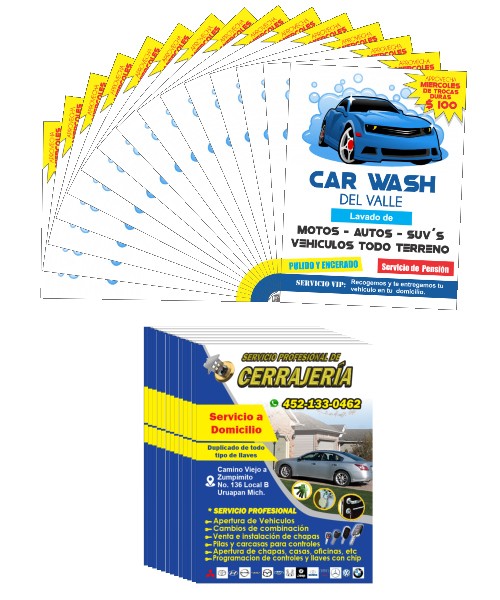 APROVECHA
MIERCOLES
DE TROCAS
DURAS
$ 100
CAR WASH
DEL VALLE
Lavado de
MOTOS - AUTOS - SUV´S
VEHICULOS TODO TERRENO
PULIDO Y ENCERADO
Servicio de Pensión
SERVICIO VIP:
Recogemos y te entregamos tu
vehículo en tu domicilio.
SERVICIO PROFESIONAL DE
CERRAJERÍA
452-133-0462
Servicio a
Domicilio
Duplicado de todo
tipo de llaves
Camino Viejo a
Zumpimito
No. 136 Local B
Uruapan Mich.
* SERVICIO PROFESIONAL
Apertura de Vehículos
Cambios de combinación
Venta e instalación de chapas
Pilas y carcasas para controles
Apertura de chapas, casas, oficinas, etc
Programación de controles y llaves con chip